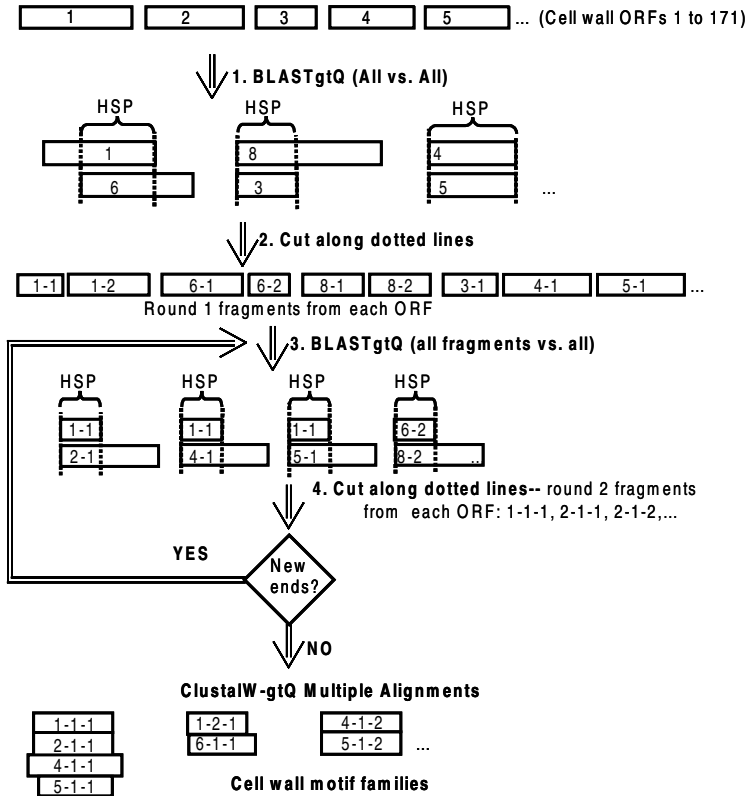 1 2 3 4 5 ... (Cell wall ORFs 1 to 171)
1. BLASTgtQ (All vs. All)
HSP HSP HSP
1 8 4
6 3 5 ...
2. Cut along dotted lines
1-1 1-2 6-1 6-2 8-1 8-2 3-1 4-1 5-1 ...
Round 1 fragments from each ORF
3. BLASTgtQ (all fragments vs. all)
HSP HSP HSP HSP
1-1 1-1 1-1 6-2
2-1 4-1 5-1 8-2 ..
4. Cut along dotted lines-- round 2 fragments
from each ORF: 1-1-1, 2-1-1, 2-1-2,...
YES
New
ends?
NO
ClustalW-gtQ Multiple Alignments
1-1-1 1-2-1 4-1-2
2-1-1 6-1-1 5-1-2 ...
4-1-1
5-1-1
Cell wall motif families